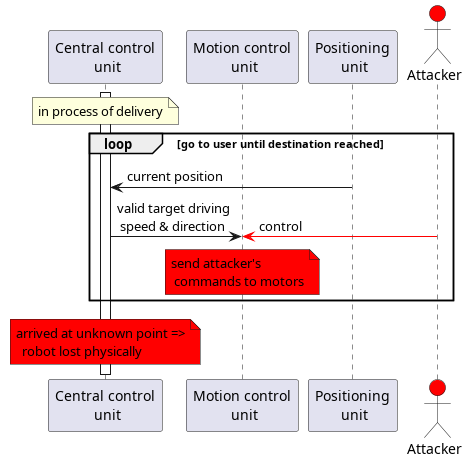 Central control
unit
Motion control
unit
Positioning
unit
Attacker
in process of delivery
loop
[go to user until destination reached]
current position
valid target driving
speed & direction
control
send attacker's
commands to motors
arrived at unknown point =>
robot lost physically
Central control
unit
Motion control
unit
Positioning
unit
Attacker